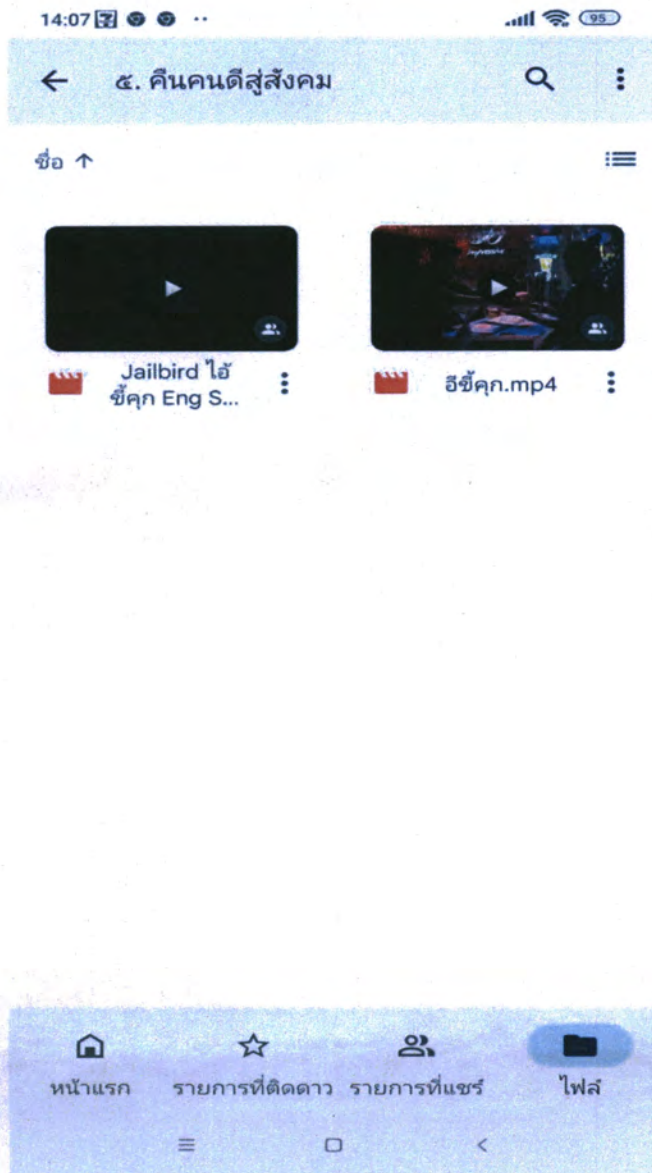 14:07
95
๕. คืนคนดีสู่สังคม
ชื่อ ↑
Jailbird ไอ้
ขี้คุก Eng S...
อีขี้คุก.mp4
หน้าแรก
รายการที่ติดดาว
รายการที่แชร์
ไฟล์